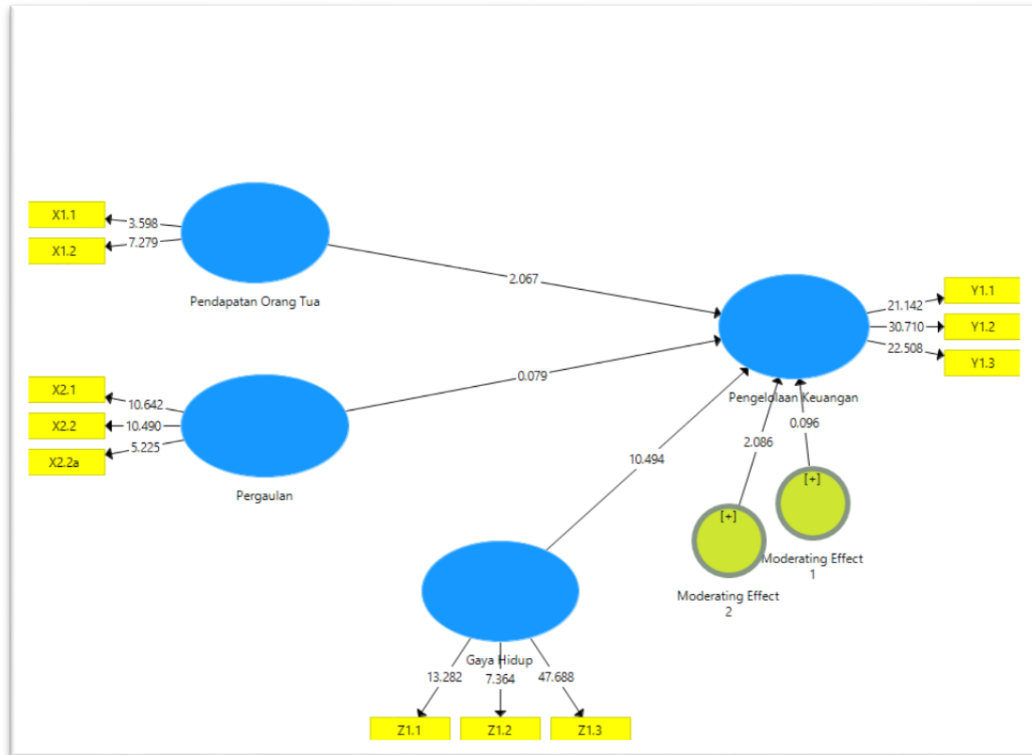 X1.1
3.598
X1.2
7.279
Pendapatan Orang Tua
2.067
Y1.1
21.142
Y1.2
30.710
Y1.3
22.508
Pengelolaan Keuangan
X2.1
10.642
X2.2
10.490
X2.2a
5.225
Pergaulan
0.079
10.494
2.086
0.096
[+]
Moderating Effect
1
[+]
Moderating Effect
2
Gaya Hidup
13.282
7.364
47.688
Z1.1
Z1.2
Z1.3